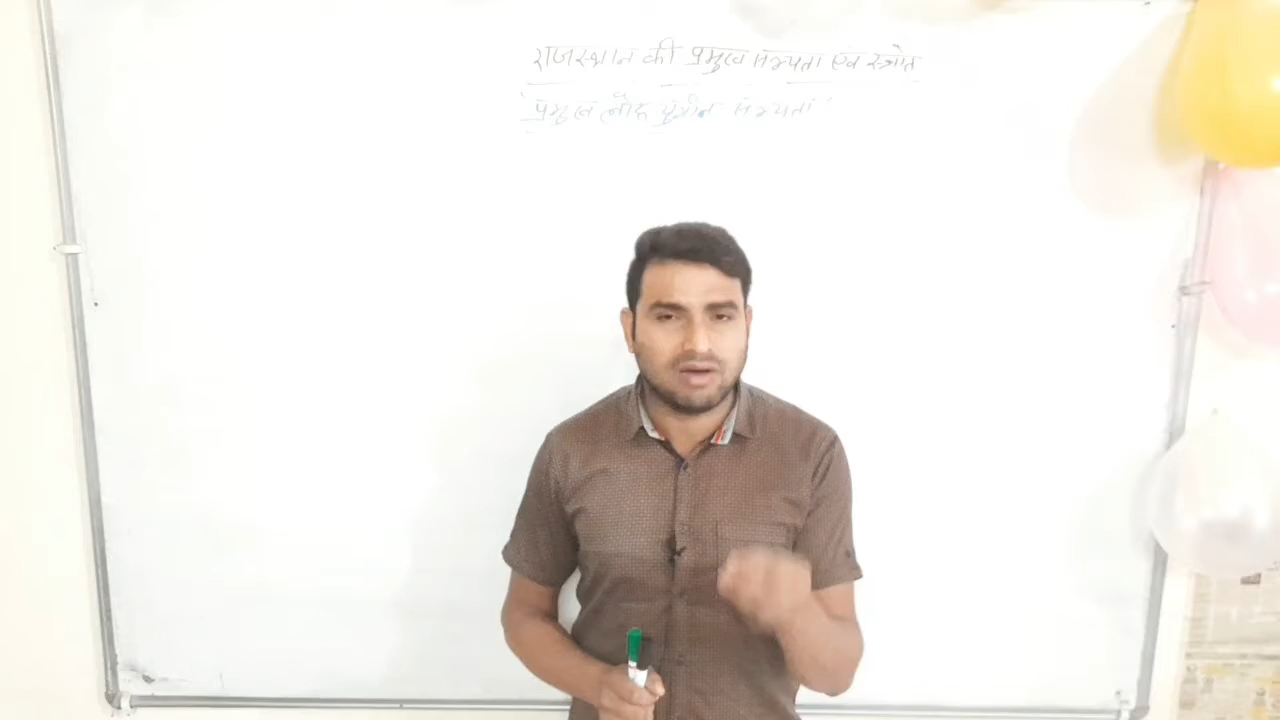 राजस्थान की प्रमुख सभ्यता एवं स्त्रोत
प्रमुख लौह युगीन सभ्यता